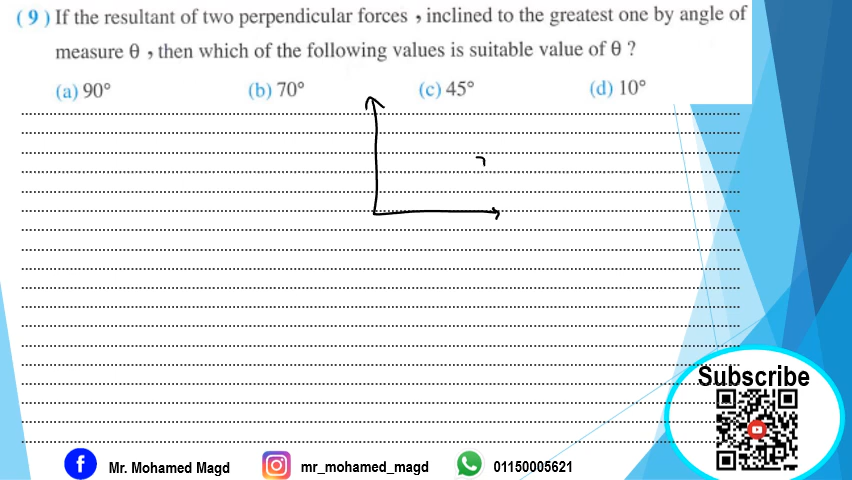 ( 9 ) If the resultant of two perpendicular forces , inclined to the greatest one by angle of
measure θ , then which of the following values is suitable value of θ ?
(a) 90° (b) 70° (c) 45° (d) 10°
Subscribe
Mr. Mohamed Magd mr_mohamed_magd 01150005621